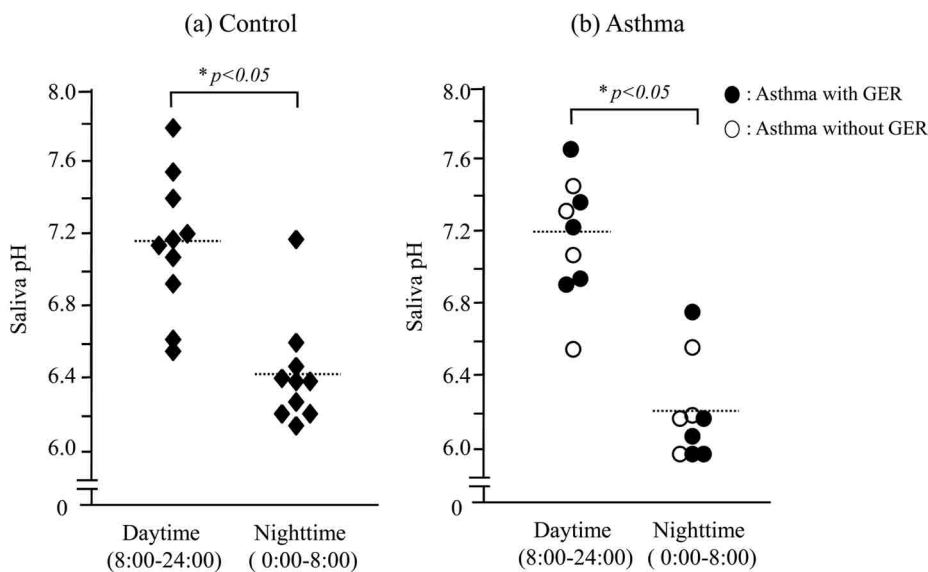 (a) Control
* p<0.05
8.0
7.6
7.2
6.8
6.4
6.0
0
Saliva pH
Daytime
(8:00-24:00)
Nighttime
( 0:00-8:00)
(b) Asthma
* p<0.05
: Asthma with GER
: Asthma without GER
8.0
7.6
7.2
6.8
6.4
6.0
0
Saliva pH
Daytime
(8:00-24:00)
Nighttime
( 0:00-8:00)